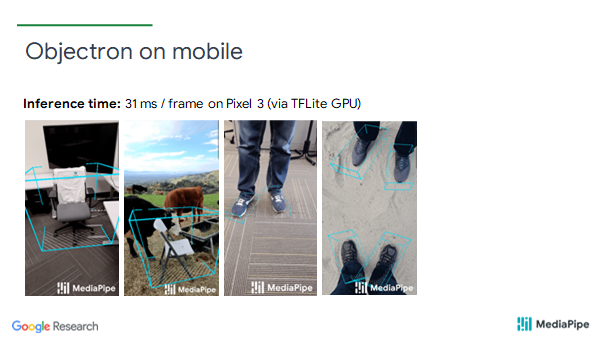 Objectron on mobile
Inference time: 31 ms / frame on Pixel 3 (via TFLite GPU)
MediaPipe
MediaPipe
MediaPipe
MediaPipe
Google Research
MediaPipe